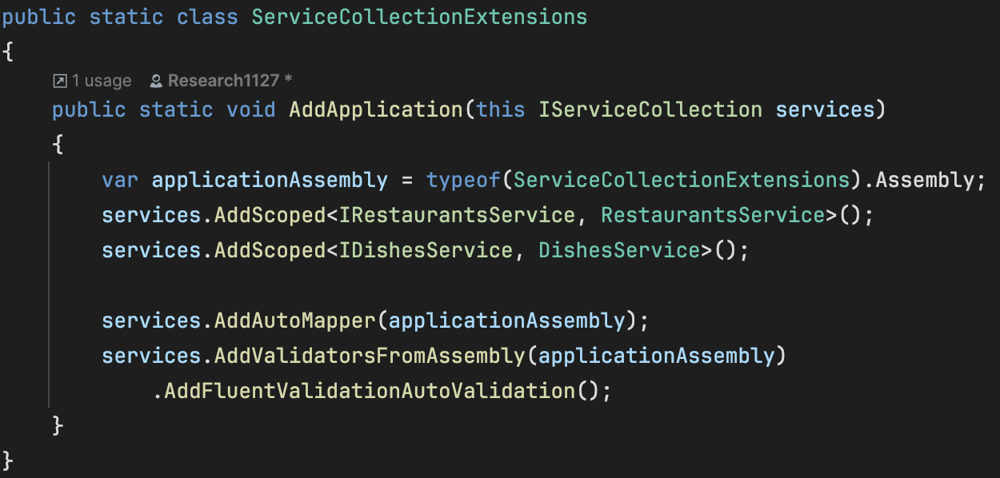 public static class ServiceCollectionExtensions
{
1 usage Research1127 *
public static void AddApplication(this IServiceCollection services)
{
var applicationAssembly = typeof(ServiceCollectionExtensions).Assembly;
services.AddScoped<IRestaurantsService, RestaurantsService>();
services.AddScoped<IDishesService, DishesService>();
services.AddAutoMapper(applicationAssembly);
services.AddValidatorsFromAssembly(applicationAssembly)
.AddFluentValidationAutoValidation();
}
}